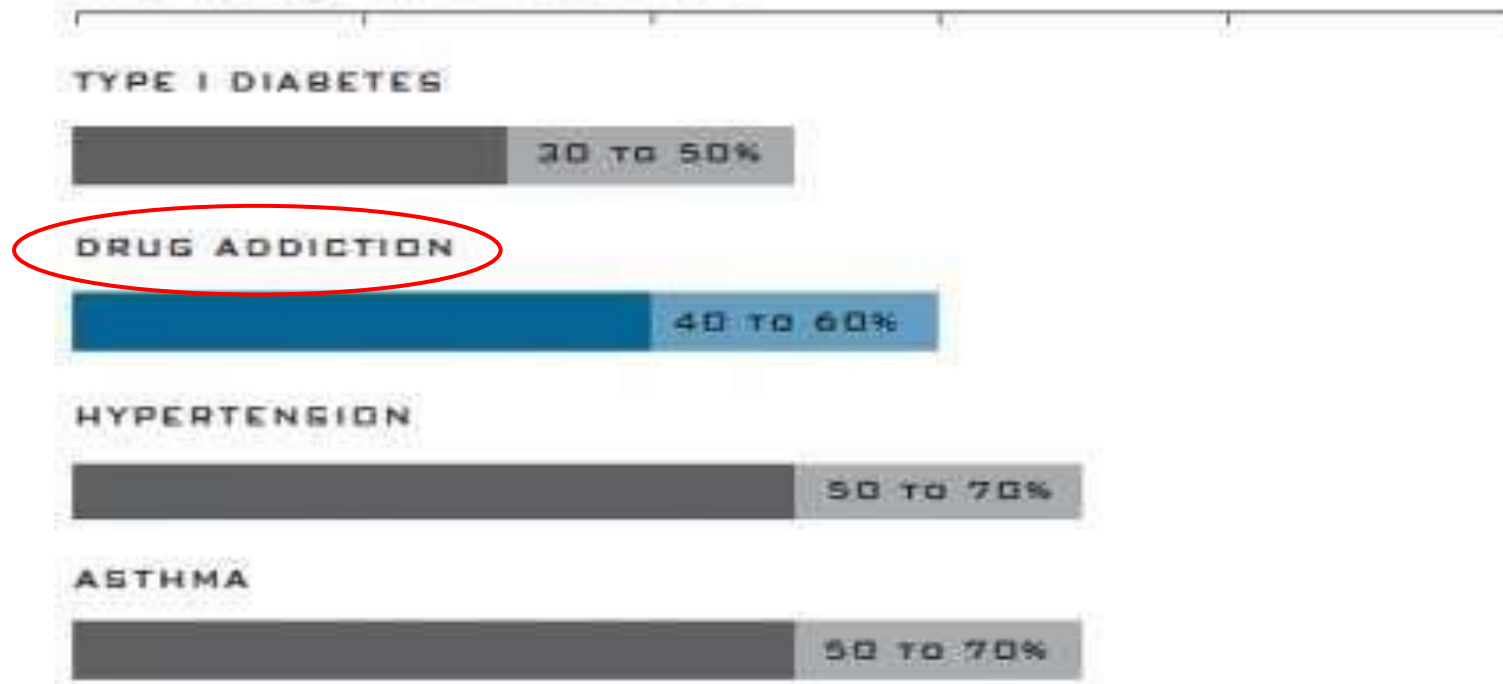 TYPE I DIABETES
30 TO 50%
DRUG ADDICTION
40 TO 60%
HYPERTENSION
50 TO 70%
ASTHMA
50 TO 70%